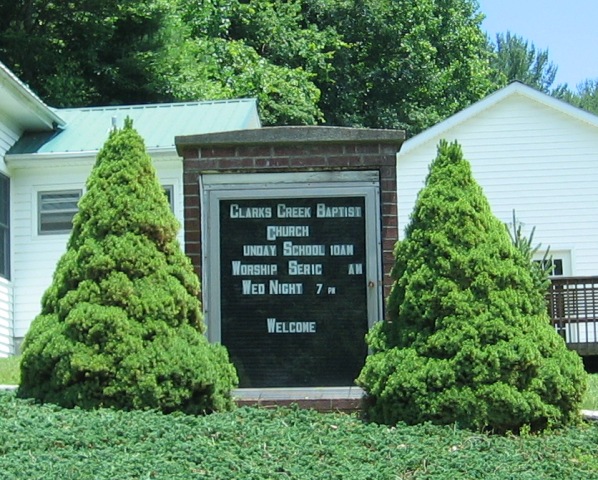 Clarks Creek Baptist
Church
unday School 10am
Worship Seric am
Wed Night 7 pm
Welcome